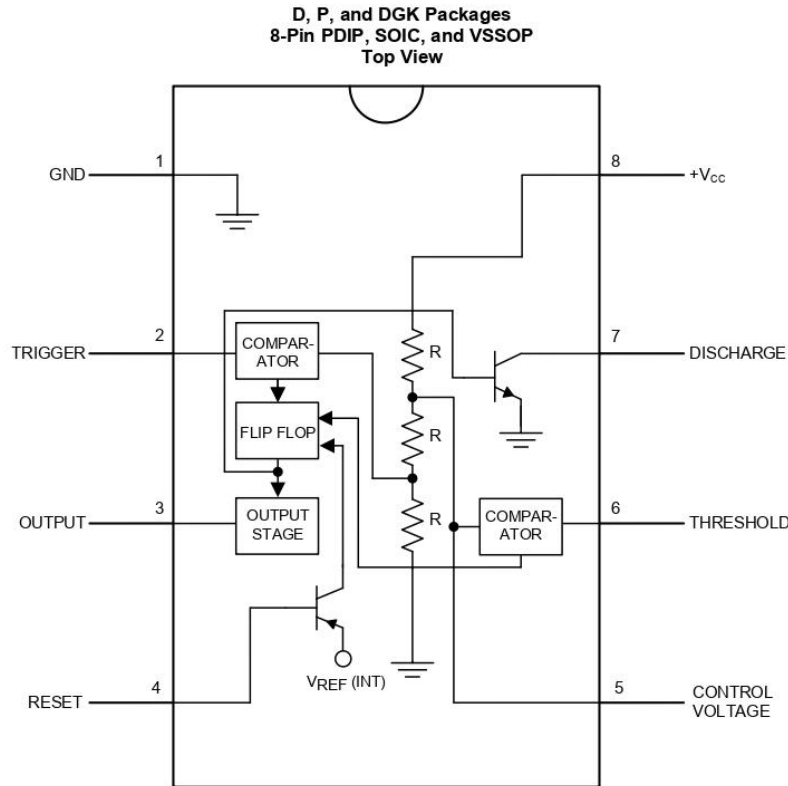 D, P, and DGK Packages
8-Pin PDIP, SOIC, and VSSOP
Top View
GND
1
8
+VCC
TRIGGER
2
COMPAR-
ATOR
R
7
DISCHARGE
FLIP FLOP
R
OUTPUT
3
OUTPUT
STAGE
R
COMPAR-
ATOR
6
THRESHOLD
VREF (INT)
RESET
4
5
CONTROL
VOLTAGE